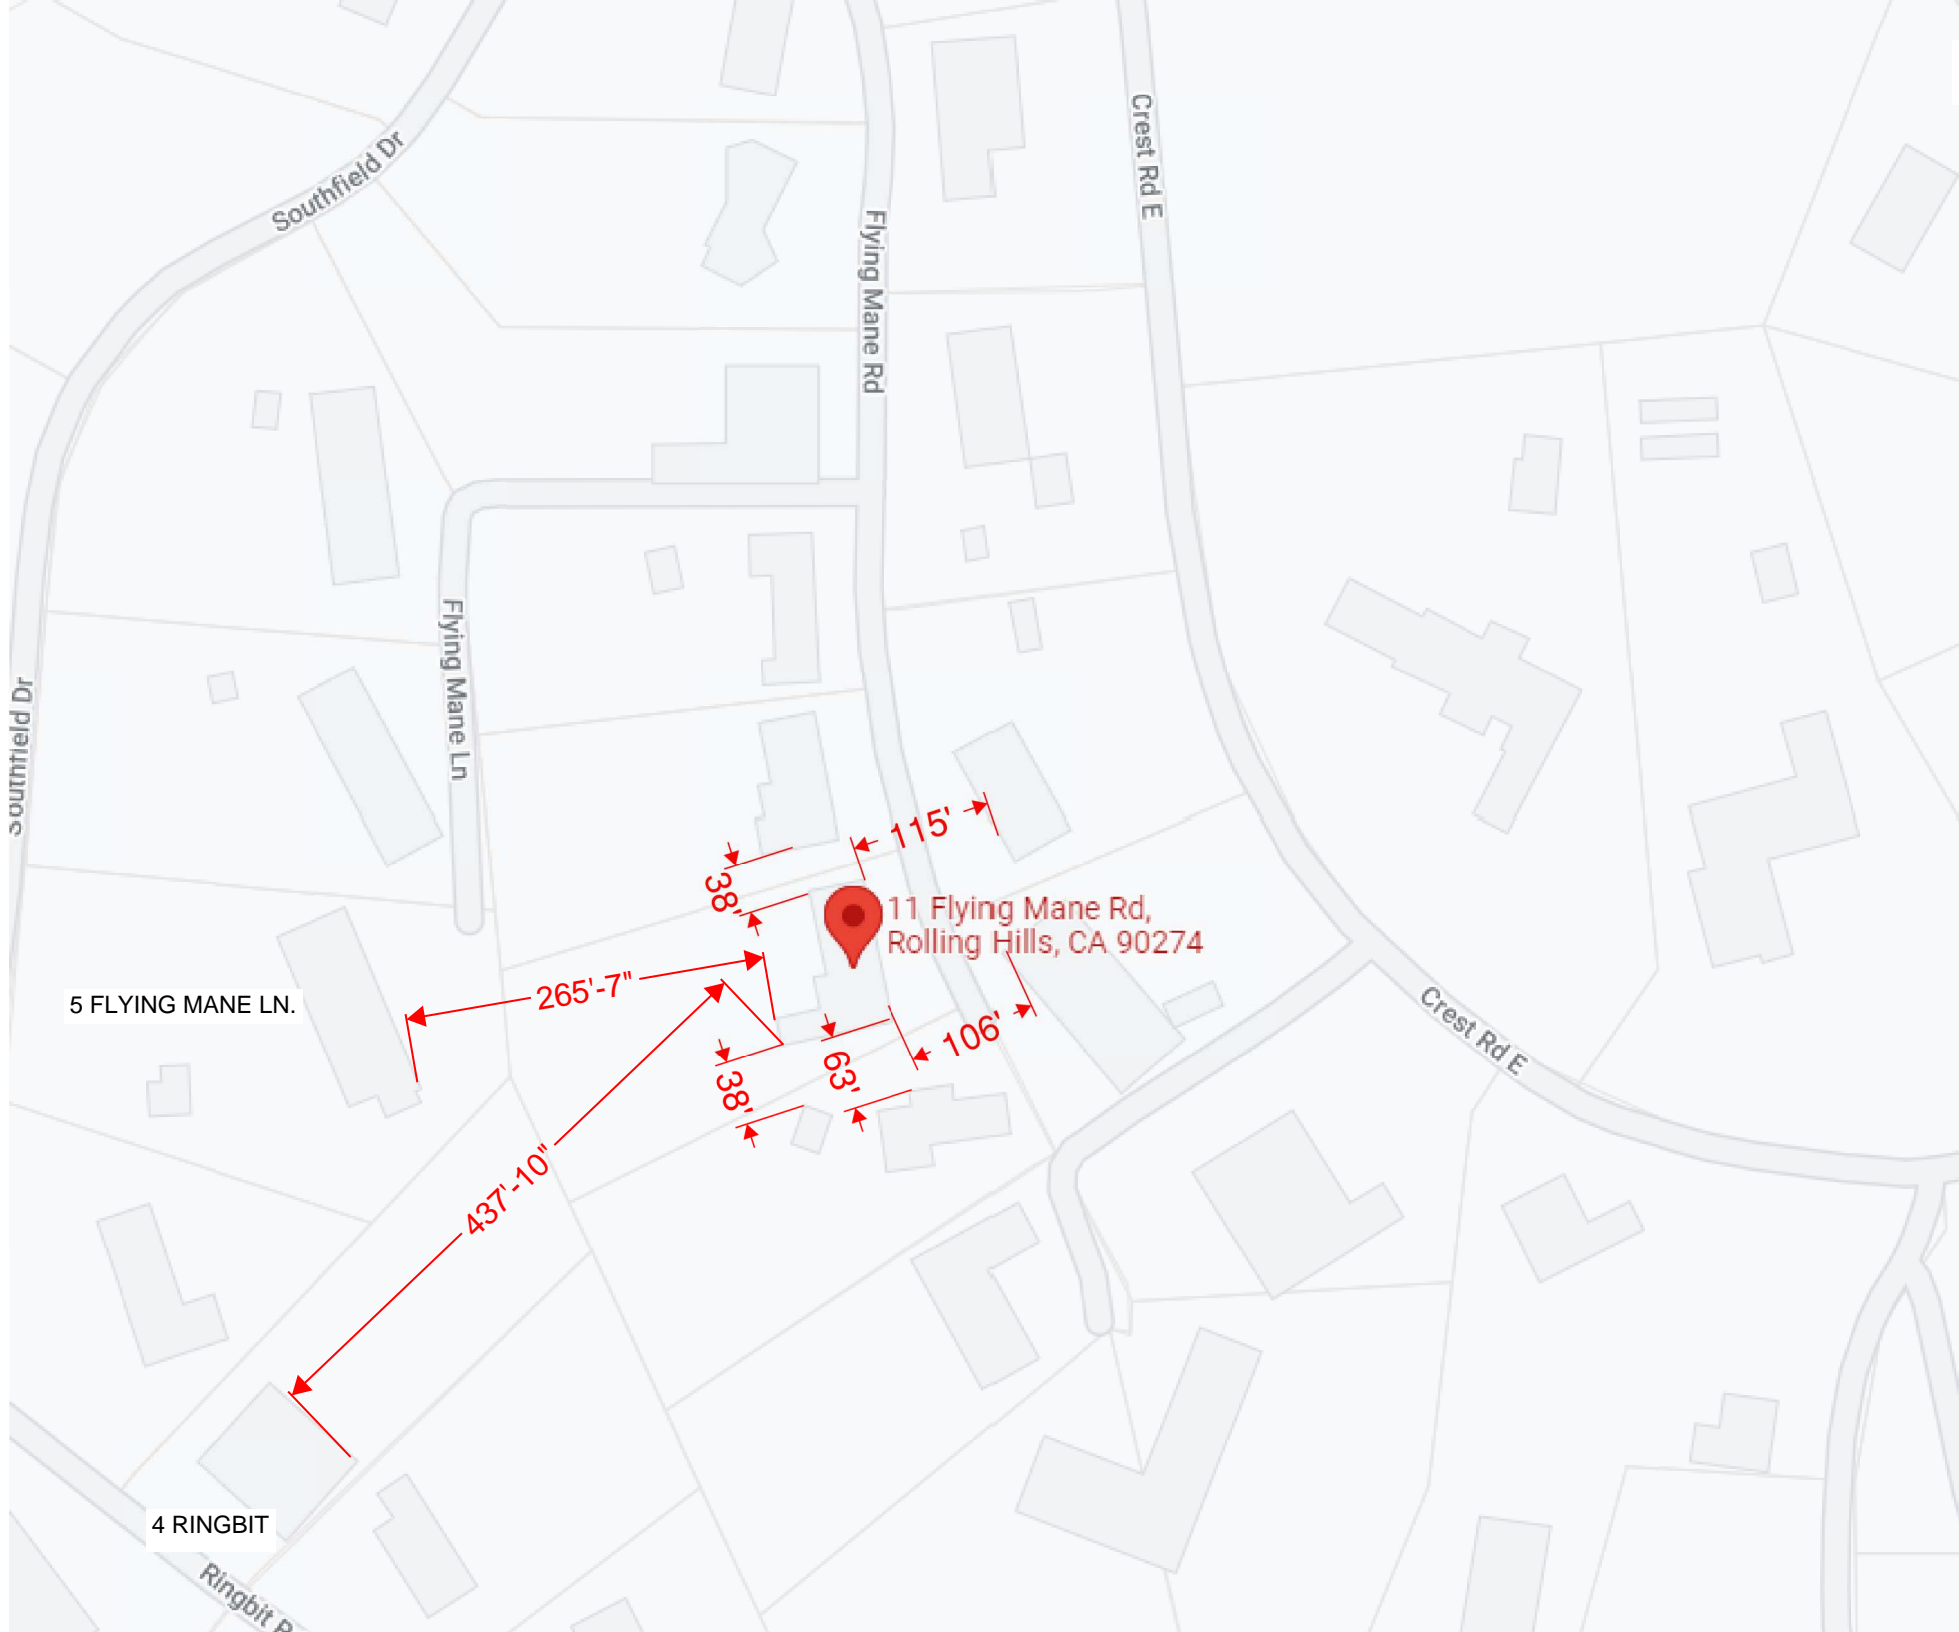 Crest Rd E
Southfield Dr
Flying Mane Rd
Flying Mane Ln
Southfield Dr
115'
38'
11 Flying Mane Rd,
Rolling Hills, CA 90274
265'-7"
5 FLYING MANE LN.
106'
63'
38'
Crest Rd E
437'-10"
4 RINGBIT
Ringbit R